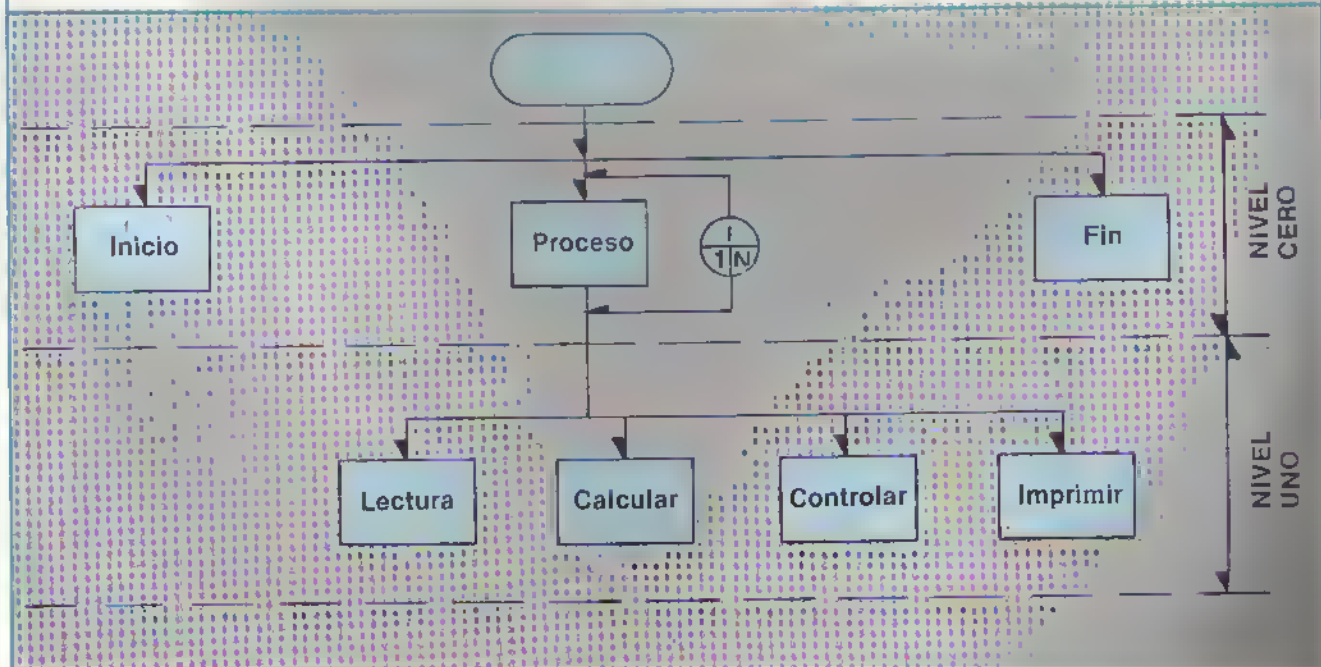 Inicio
Proceso
I
1 N
Fin
NIVEL
CERO
Lectura
Calcular
Controlar
Imprimir
NIVEL
UNO